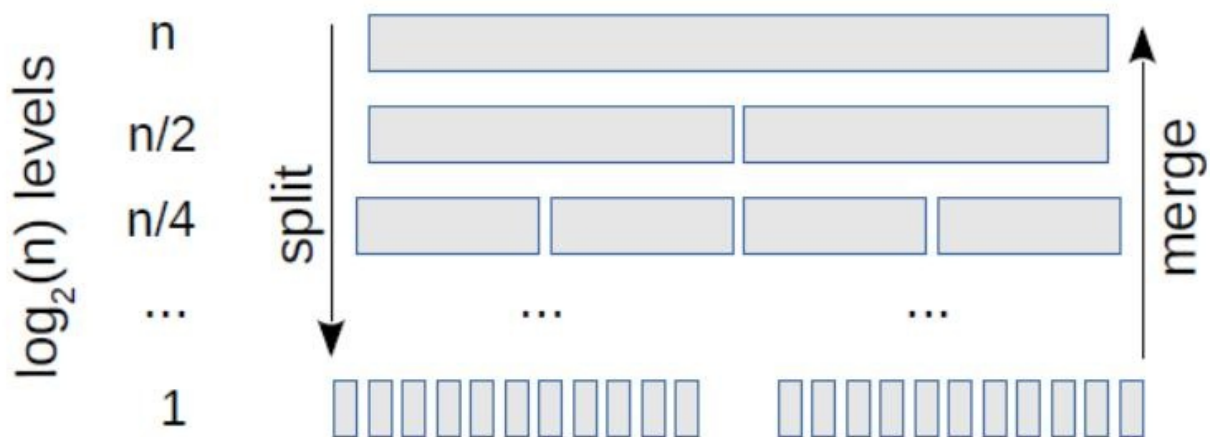 log₂(n) levels
n
n/2
n/4
...
1
split
...
...
merge